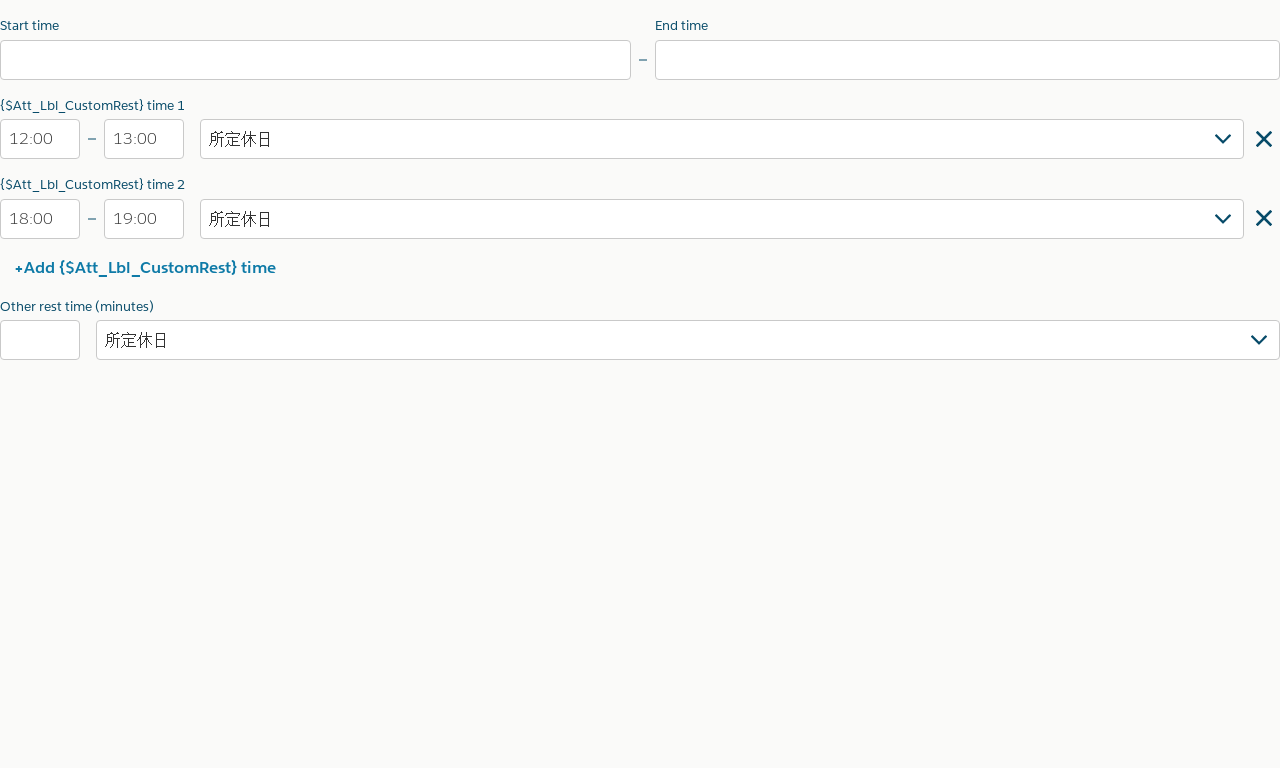 Start time
End time
–
{$Att_Lbl_CustomRest} time 1
12:00 – 13:00 所定休日
{$Att_Lbl_CustomRest} time 2
18:00 – 19:00 所定休日
+Add {$Att_Lbl_CustomRest} time
Other rest time (minutes)
所定休日